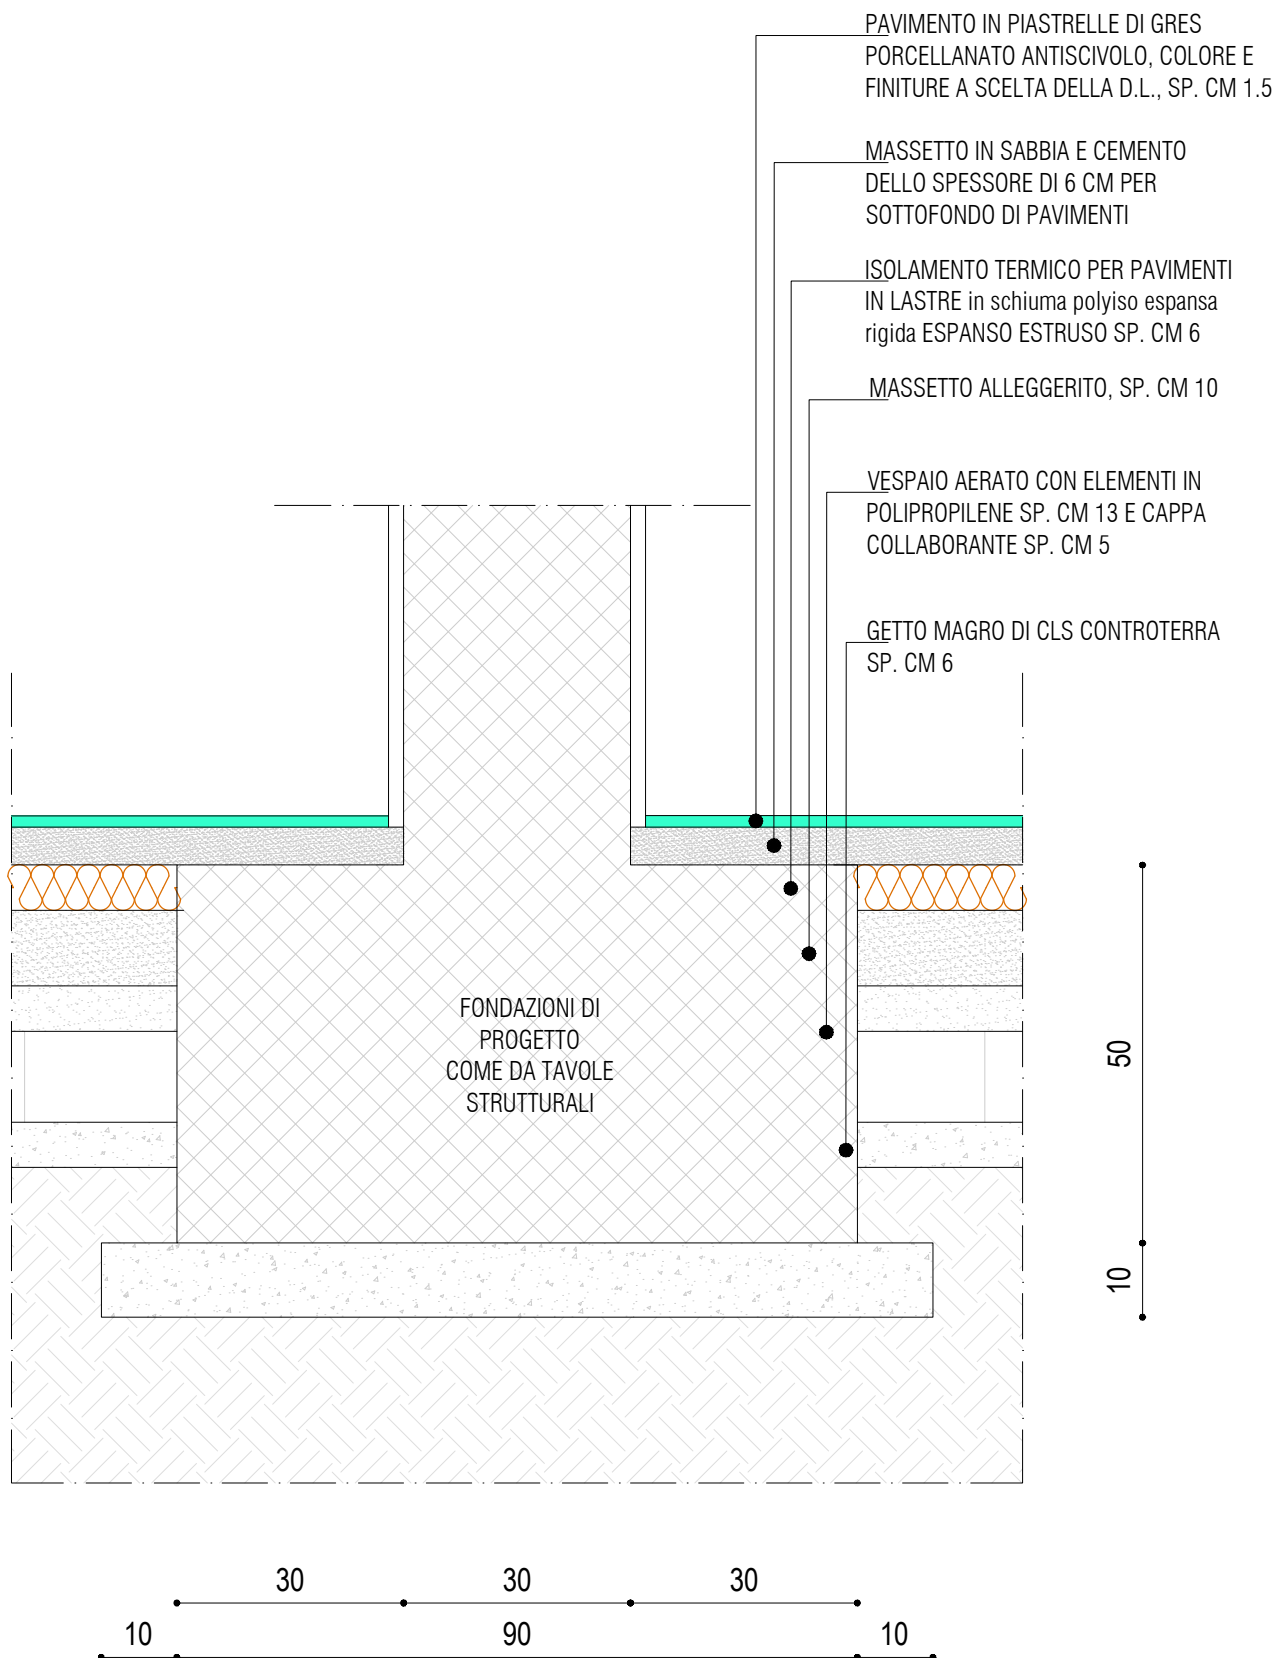 PAVIMENTO IN PIASTRELLE DI GRES
PORCELLANATO ANTISCIVOLO, COLORE E
FINITURE A SCELTA DELLA D.L., SP. CM 1.5
MASSETTO IN SABBIA E CEMENTO
DELLO SPESSORE DI 6 CM PER
SOTTOFONDO DI PAVIMENTI
ISOLAMENTO TERMICO PER PAVIMENTI
IN LASTRE in schiuma polyiso espansa
rigida ESPANSO ESTRUSO SP. CM 6
MASSETTO ALLEGGERITO, SP. CM 10
VESPAIO AERATO CON ELEMENTI IN
POLIPROPILENE SP. CM 13 E CAPPA
COLLABORANTE SP. CM 5
GETTO MAGRO DI CLS CONTROTERRA
SP. CM 6
FONDAZIONI DI
PROGETTO
COME DA TAVOLE
STRUTTURALI
50
10
30 30 30
10 90 10